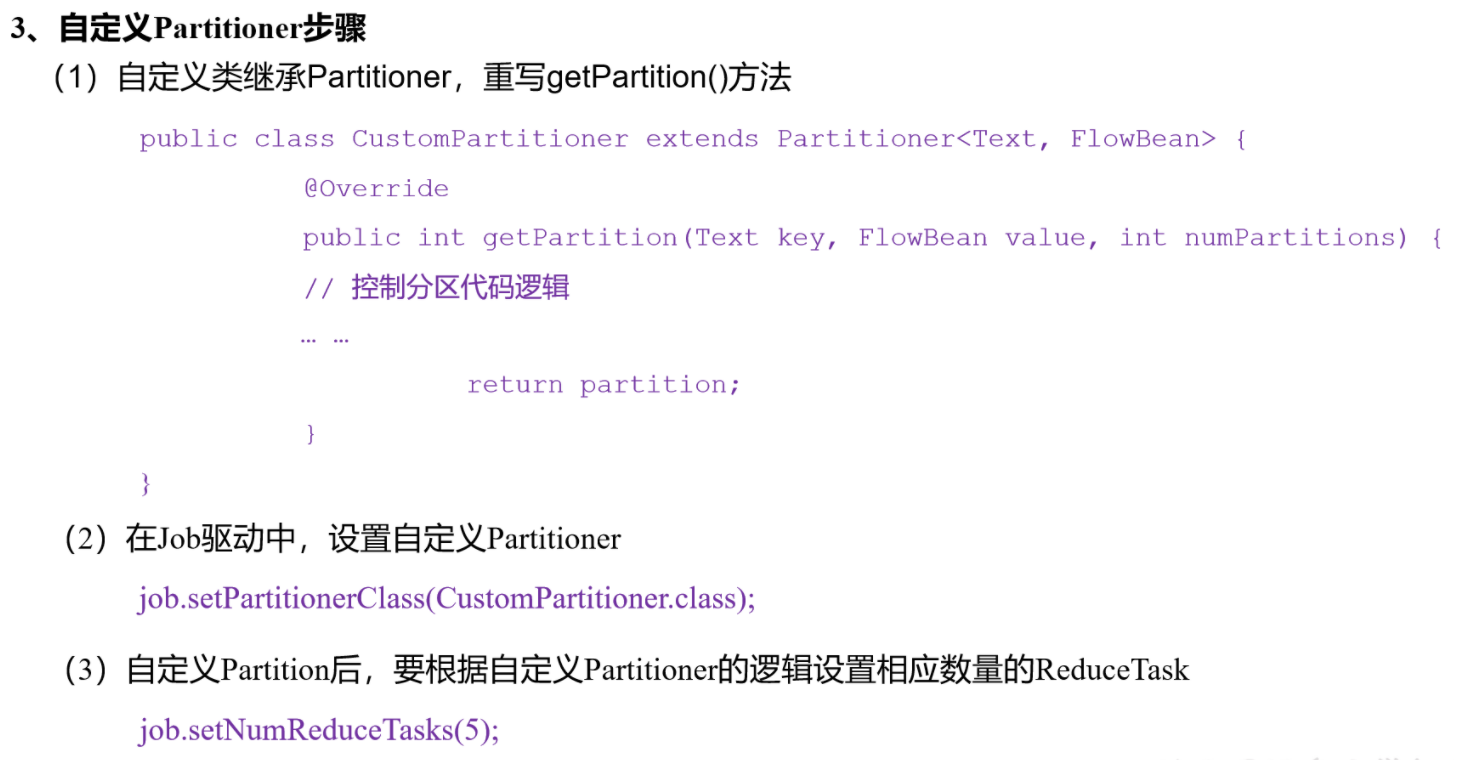 3、自定义Partitioner步骤
（1）自定义类继承Partitioner，重写getPartition()方法
public class CustomPartitioner extends Partitioner<Text, FlowBean> {
@Override
public int getPartition(Text key, FlowBean value, int numPartitions) {
// 控制分区代码逻辑
… …
return partition;
}
}
（2）在Job驱动中，设置自定义Partitioner
job.setPartitionerClass(CustomPartitioner.class);
（3）自定义Partition后，要根据自定义Partitioner的逻辑设置相应数量的ReduceTask
job.setNumReduceTasks(5);